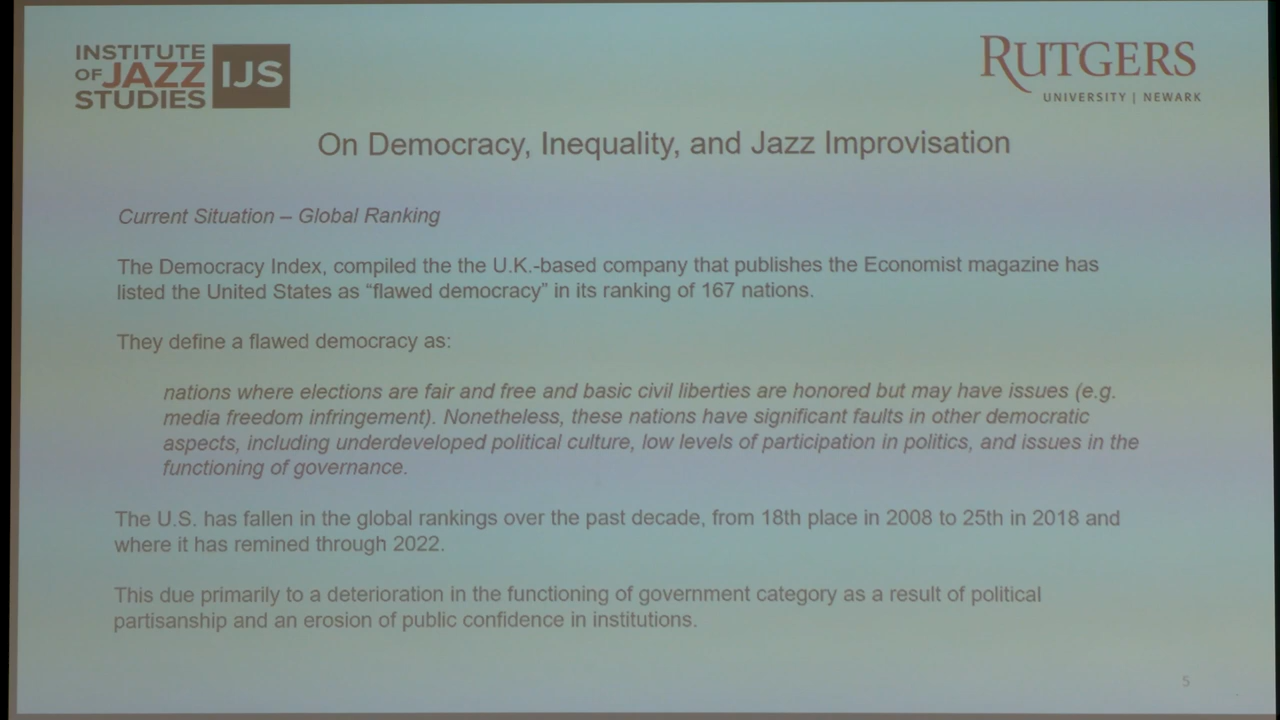 INSTITUTE
OF JAZZ
STUDIES
IJS
RUTGERS
UNIVERSITY | NEWARK
On Democracy, Inequality, and Jazz Improvisation
Current Situation – Global Ranking
The Democracy Index, compiled the the U.K.-based company that publishes the Economist magazine has
listed the United States as “flawed democracy” in its ranking of 167 nations.
They define a flawed democracy as:
nations where elections are fair and free and basic civil liberties are honored but may have issues (e.g.
media freedom infringement). Nonetheless, these nations have significant faults in other democratic
aspects, including underdeveloped political culture, low levels of participation in politics, and issues in the
functioning of governance.
The U.S. has fallen in the global rankings over the past decade, from 18th place in 2008 to 25th in 2018 and
where it has remined through 2022.
This due primarily to a deterioration in the functioning of government category as a result of political
partisanship and an erosion of public confidence in institutions.
5